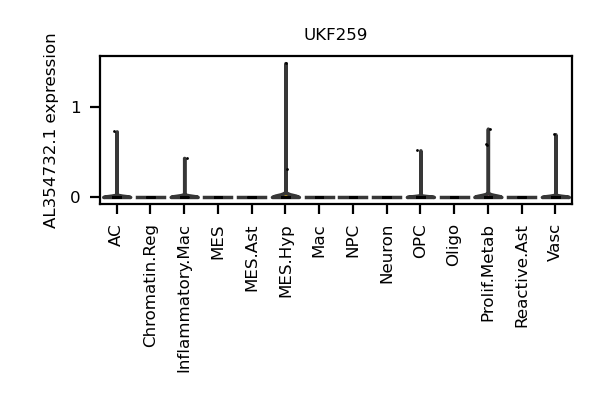 UKF259
AL354732.1 expression
1
0
AC
Chromatin.Reg
Inflammatory.Mac
MES
MES.Ast
MES.Hyp
Mac
NPC
Neuron
OPC
Oligo
Prolif.Metab
Reactive.Ast
Vasc